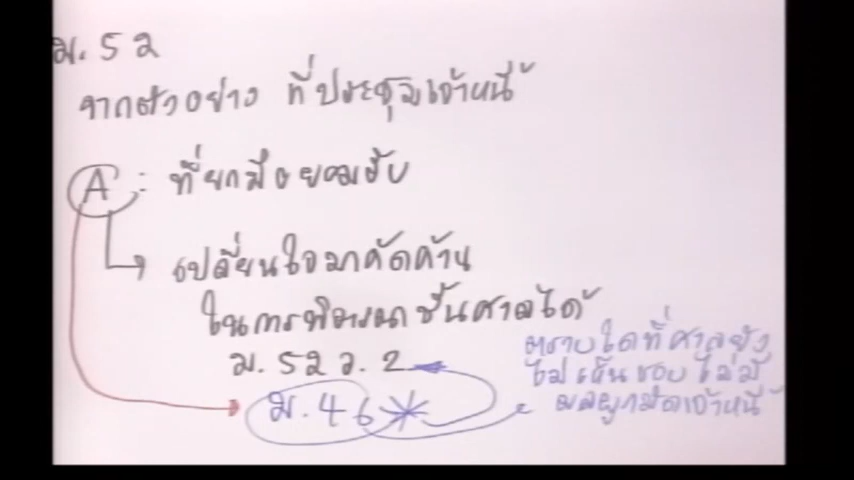 ม. 52
จากตัวอย่าง ที่ประชุมเจ้าหนี้
A : ที่ยกมือยอมรับ
เปลี่ยนใจมาคัดค้าน
ในการพิจารณาชั้นศาลได้
ม. 52 ว. 2
ม. 46
ตราบใดที่ศาลยัง
ไม่เห็นชอบ ไม่มี
ผลผูกมัดเจ้าหนี้